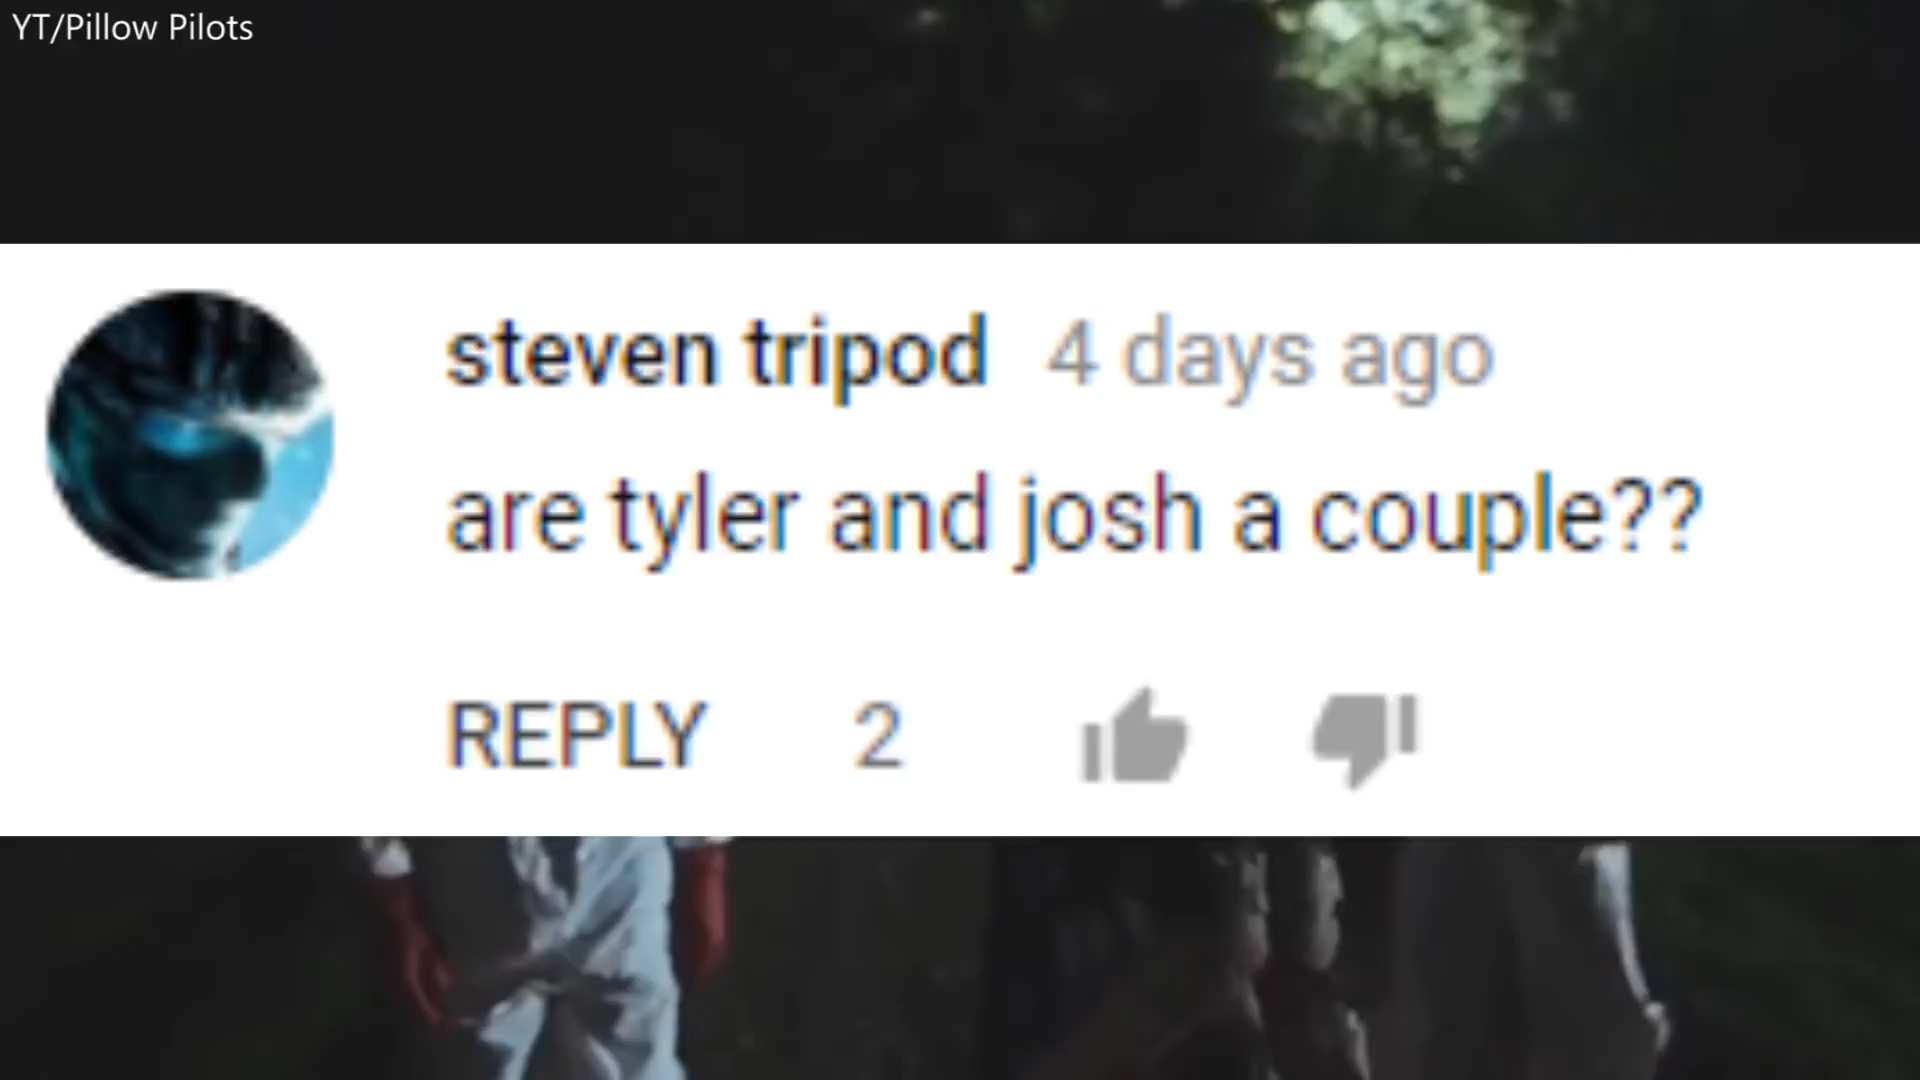 YT/Pillow Pilots
steven tripod 4 days ago
are tyler and josh a couple??
REPLY 2